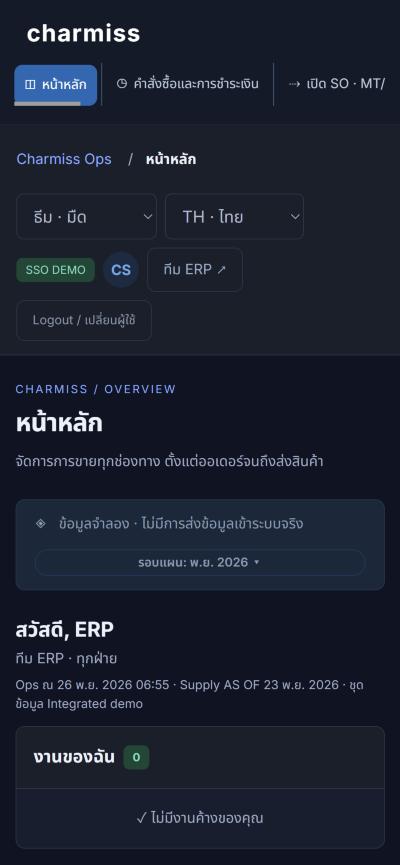 charmiss
หน้าหลัก
คำสั่งซื้อและการชำระเงิน
เปิด SO · MT/
Charmiss Ops / หน้าหลัก
ธีม · มืด
TH · ไทย
SSO DEMO
CS
ทีม ERP ↗
Logout / เปลี่ยนผู้ใช้
CHARMISS / OVERVIEW
หน้าหลัก
จัดการการขายทุกช่องทาง ตั้งแต่ออเดอร์จนถึงส่งสินค้า
◈ ข้อมูลจำลอง · ไม่มีการส่งข้อมูลเข้าระบบจริง
รอบแผน: พ.ย. 2026 ▾
สวัสดี, ERP
ทีม ERP · ทุกฝ่าย
Ops ณ 26 พ.ย. 2026 06:55 · Supply AS OF 23 พ.ย. 2026 · ชุด
ข้อมูล Integrated demo
งานของฉัน 0
✓ ไม่มีงานค้างของคุณ